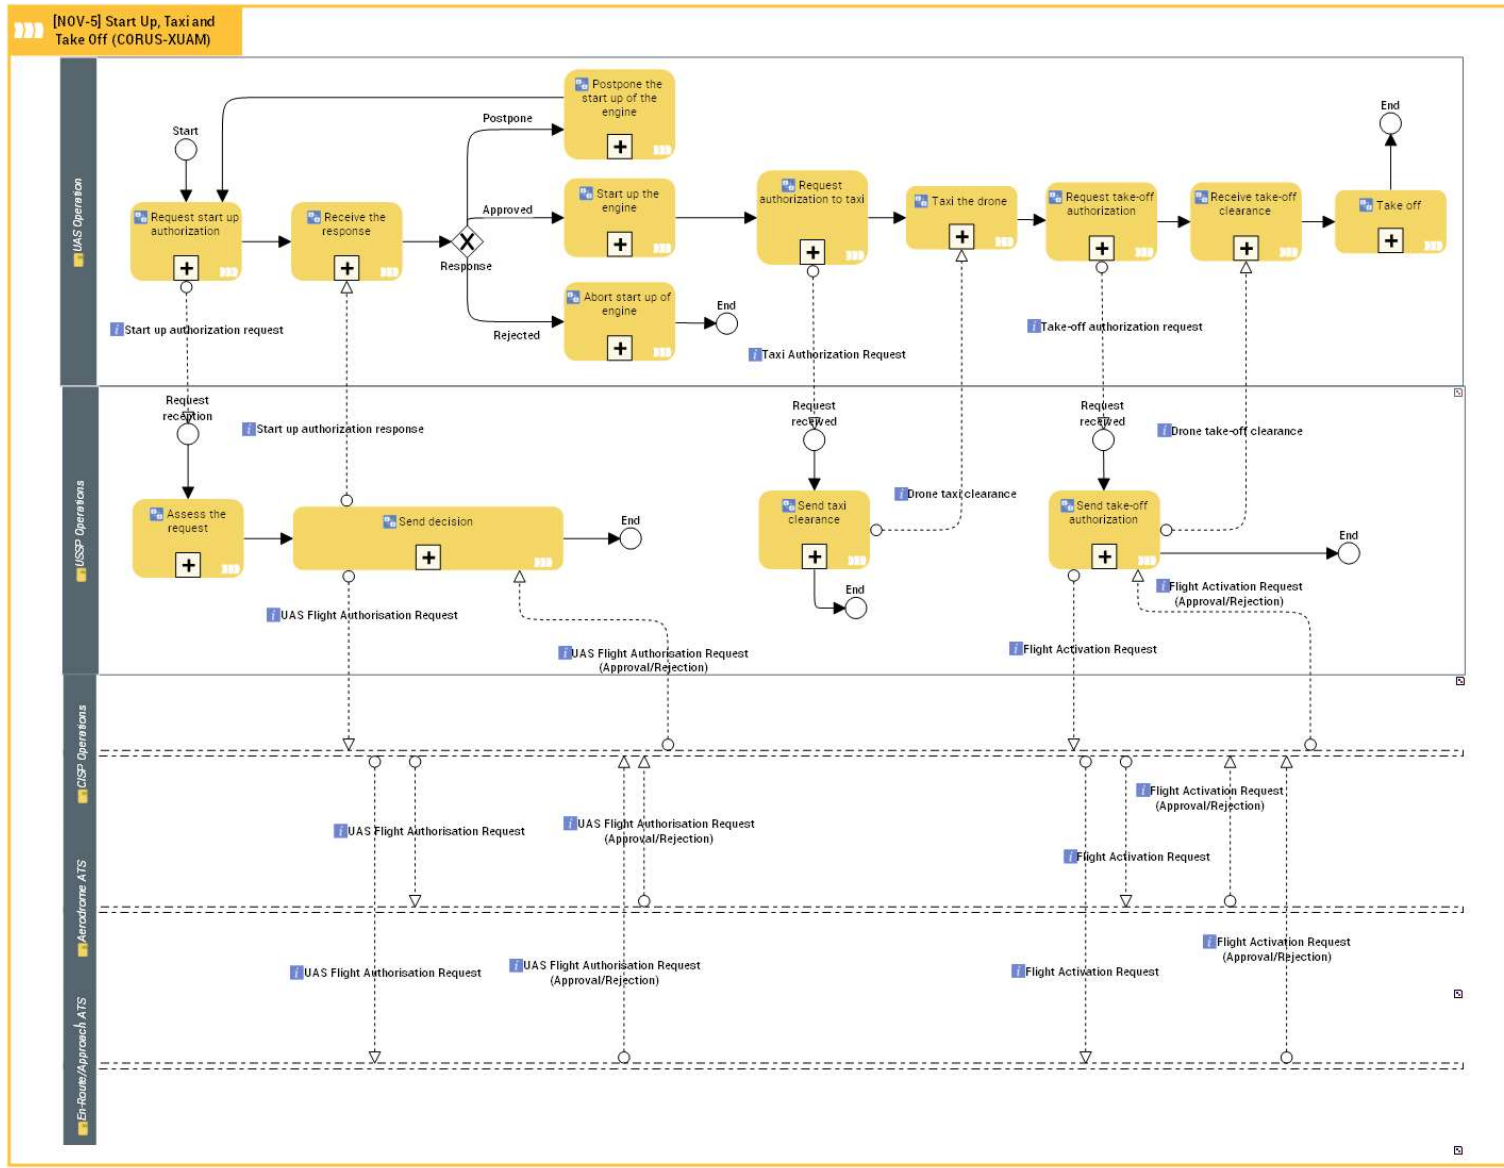 [NOV-5] Start Up, Taxi and
Take Off (CORUS-XUAM)
UAS Operation
Start
Request start up
authorization
Receive the
response
Response
Postpone
Approved
Rejected
Postpone the
start up of the
engine
Start up the
engine
Abort start up of
engine
End
Request
authorization to taxi
Taxi the drone
Request take-off
authorization
Receive take-off
clearance
Take off
End
Start up authorization request
Taxi Authorization Request
Take-off authorization request
USSP Operations
Request
reception
Start up authorization response
Request
received
Request
received
Drone take-off clearance
Drone taxi clearance
Assess the
request
Send decision
End
Send taxi
clearance
End
Send take-off
authorization
End
UAS Flight Authorisation Request
UAS Flight Authorisation Request
(Approval/Rejection)
Flight Activation Request
(Approval/Rejection)
Flight Activation Request
CISP Operations
UAS Flight Authorisation Request
UAS Flight Authorisation Request
(Approval/Rejection)
Flight Activation Request
(Approval/Rejection)
Flight Activation Request
Aerodrome ATS
UAS Flight Authorisation Request
UAS Flight Authorisation Request
(Approval/Rejection)
Flight Activation Request
Flight Activation Request
(Approval/Rejection)
En-Route/Approach ATS